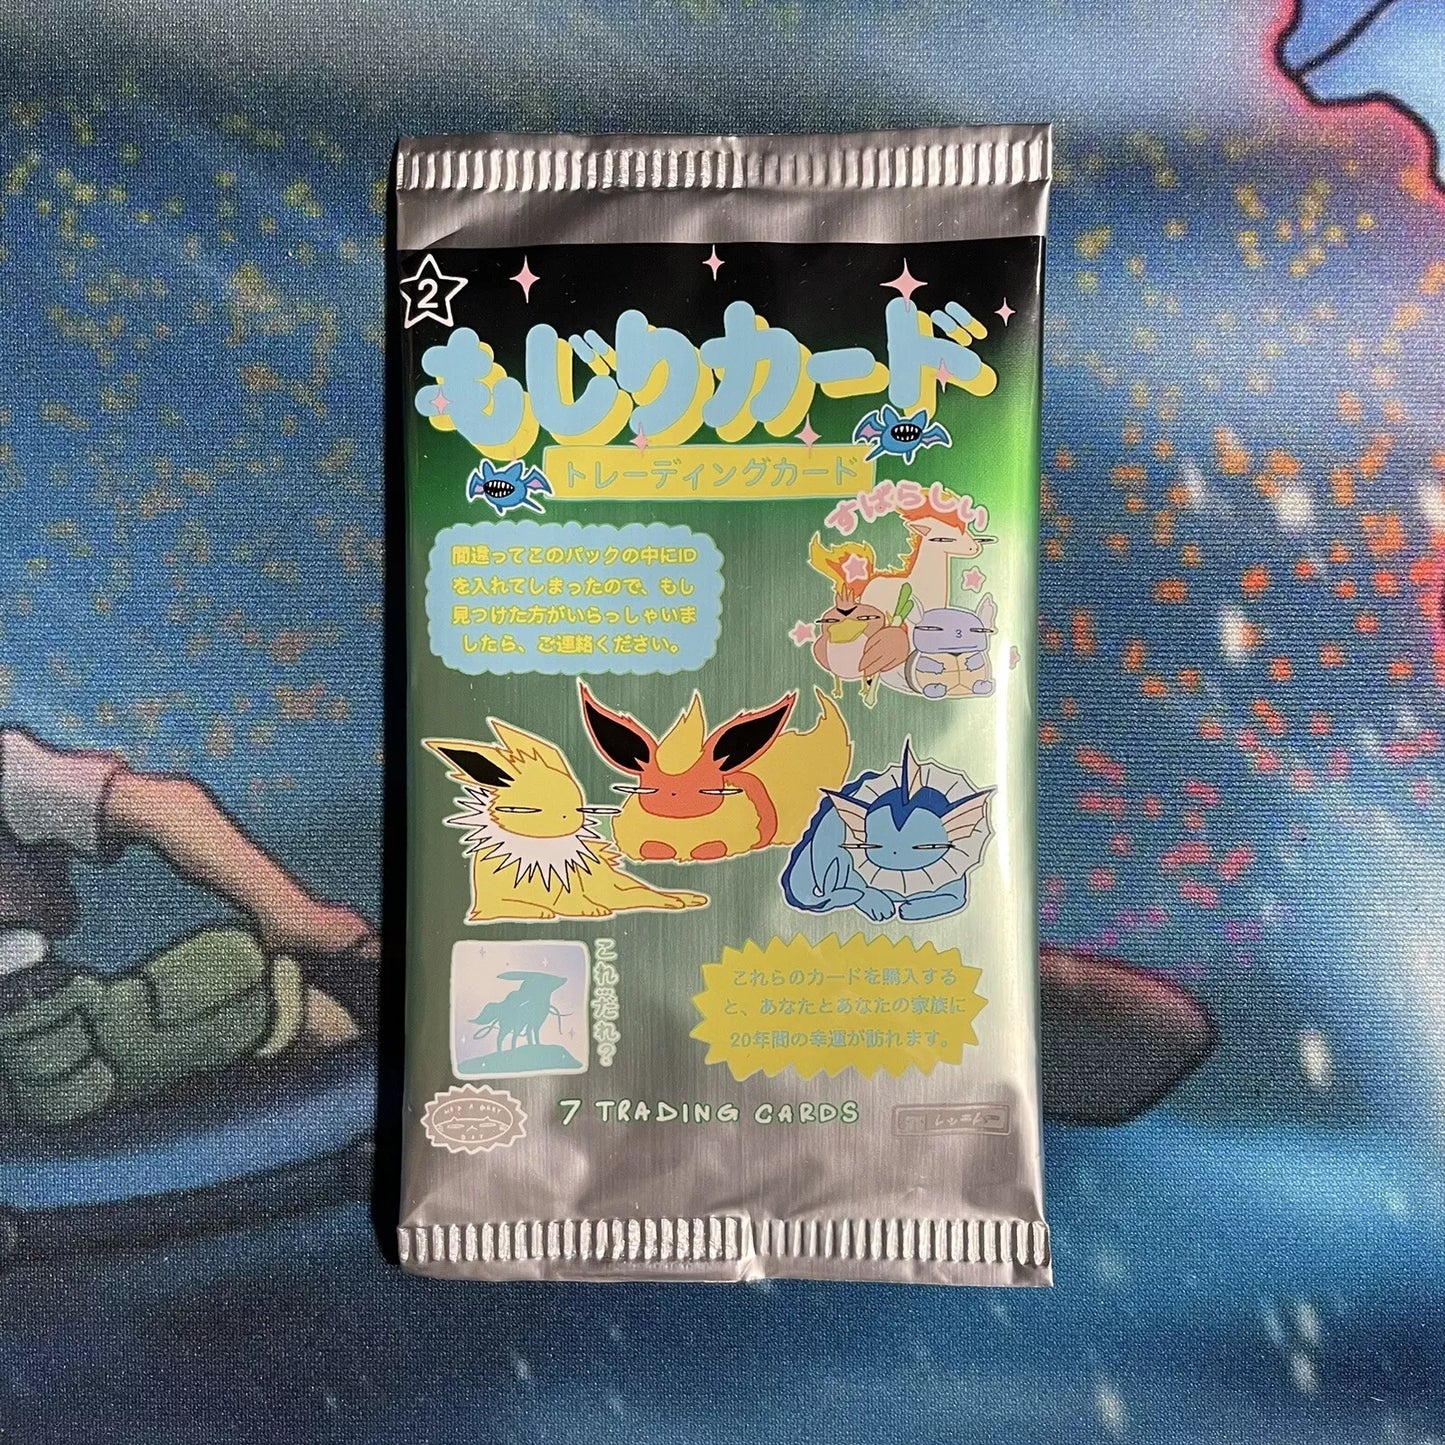 2
もじりカード
トレーディングカード
すばらしい
間違ってこのパックの中にID
を入れてしまったので、もし
見つけた方がいらっしゃいま
したら、ご連絡ください。
3
これはだれ?
これらのカードを購入する
と、あなたとあなたの家族に
20年間の幸運が訪れます。
7 TRADING CARDS